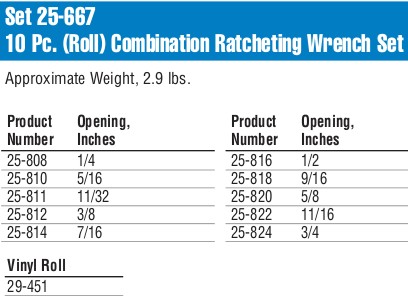 Set 25-667
10 Pc. (Roll) Combination Ratcheting Wrench Set
Approximate Weight, 2.9 lbs.
Product Number Opening, Inches
25-808 1/4
25-810 5/16
25-811 11/32
25-812 3/8
25-814 7/16
Product Number Opening, Inches
25-816 1/2
25-818 9/16
25-820 5/8
25-822 11/16
25-824 3/4
Vinyl Roll
29-451